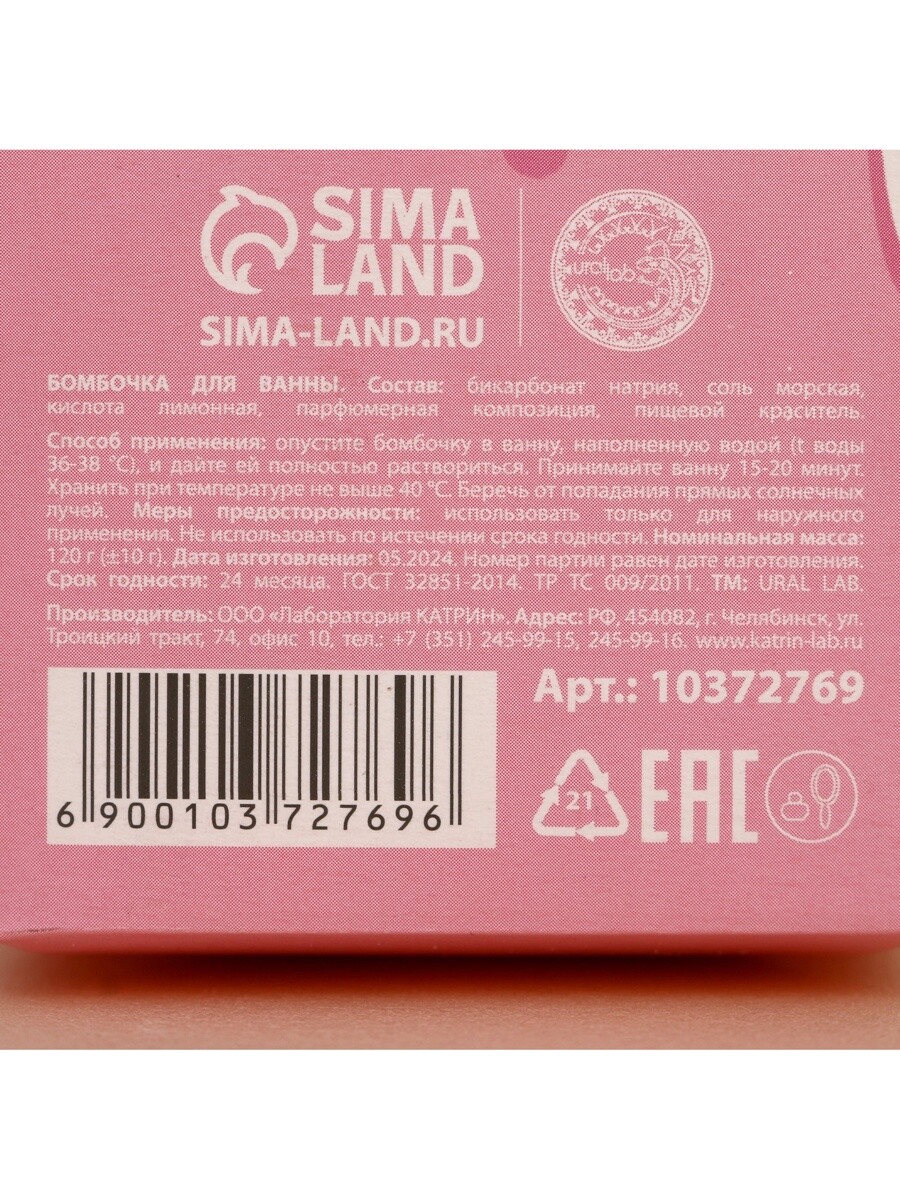 SIMA
LAND
SIMA-LAND.RU
ural lab
БОМБОЧКА ДЛЯ ВАННЫ. Состав: бикарбонат натрия, соль морская,
кислота лимонная, парфюмерная композиция, пищевой краситель.
Способ применения: опустите бомбочку в ванну, наполненную водой (t воды
36-38 °С), и дайте ей полностью раствориться. Принимайте ванну 15-20 минут.
Хранить при температуре не выше 40 °С. Беречь от попадания прямых солнечных
лучей. Меры предосторожности: использовать только для наружного
применения. Не использовать по истечении срока годности. Номинальная масса:
120 г (±10 г). Дата изготовления: 05.2024. Номер партии равен дате изготовления.
Срок годности: 24 месяца. ГОСТ 32851-2014. ТР ТС 009/2011. ТМ: URAL LAB.
Производитель: ООО «Лаборатория КАТРИН». Адрес: РФ, 454082, г. Челябинск, ул.
Троицкий тракт, 74, офис 10, тел.: +7 (351) 245-99-15, 245-99-16. www.katrin-lab.ru
Арт.: 10372769
6 900103 727696
21
EAC